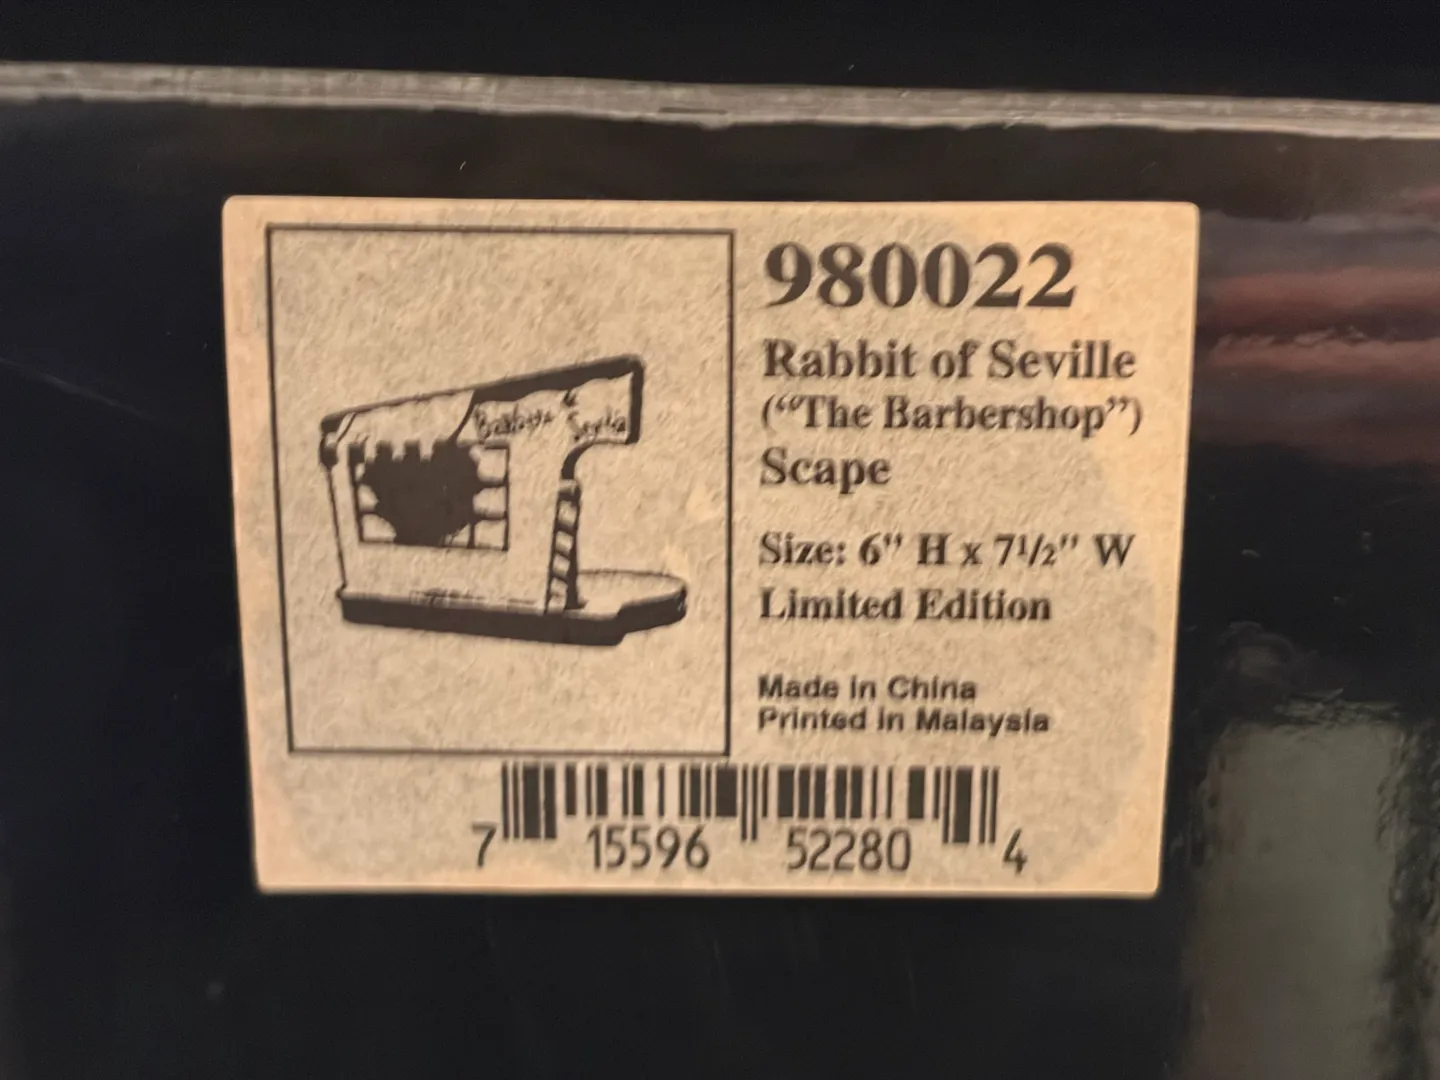 980022
Rabbit of Seville
(“The Barbershop”)
Scape
Size: 6" H x 7½" W
Limited Edition
Made in China
Printed in Malaysia
7 15596 52280 4